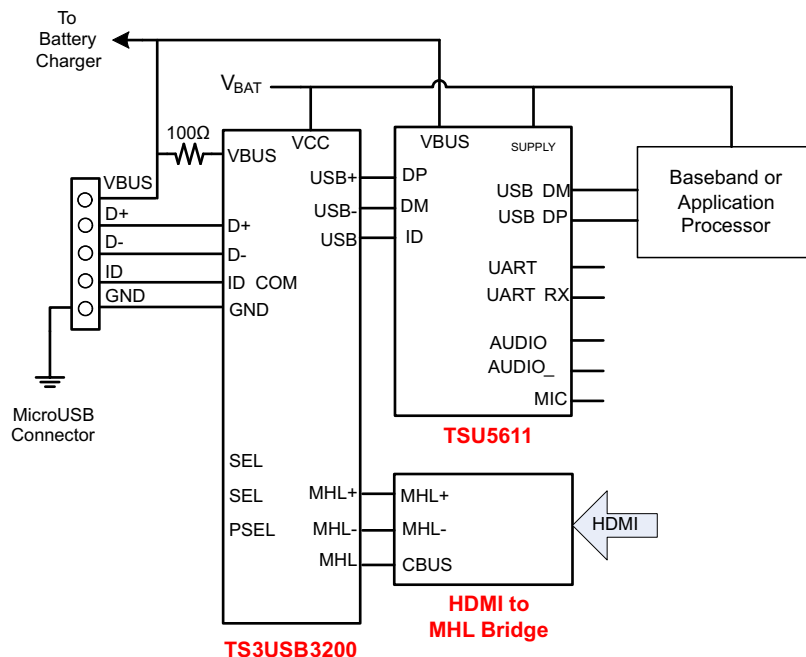 To
Battery
Charger
VBAT
100Ω
VBUS
VCC
VBUS
SUPPLY
VBUS
USB+
DP
USB DM
Baseband or
Application
Processor
D+
D+
USB-
DM
USB DP
D-
D-
USB
ID
ID
ID COM
UART
GND
GND
UART RX
AUDIO
AUDIO_
MIC
MicroUSB
Connector
TSU5611
SEL
SEL
MHL+
MHL+
PSEL
MHL-
MHL-
HDMI
MHL
CBUS
HDMI to
MHL Bridge
TS3USB3200